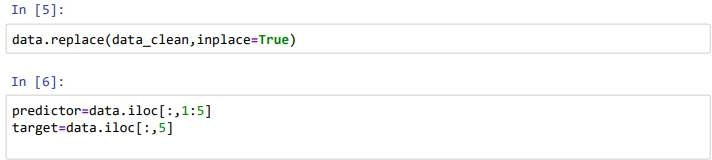 In [5]:
data.replace(data_clean,inplace=True)
In [6]:
predictor=data.iloc[:,1:5]
target=data.iloc[:,5]